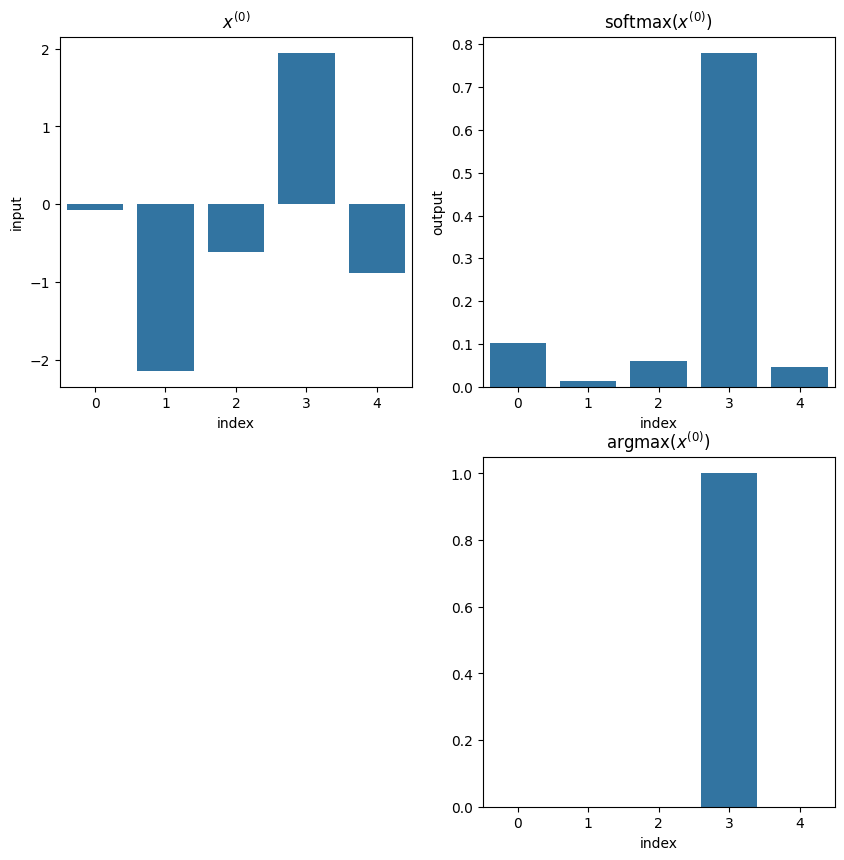 x^(0)
2
1
0
−1
−2
input
0 1 2 3 4
index
softmax(x^(0))
0.8
0.7
0.6
0.5
0.4
0.3
0.2
0.1
0.0
output
0 1 2 3 4
index
argmax(x^(0))
1.0
0.8
0.6
0.4
0.2
0.0
0 1 2 3 4
index